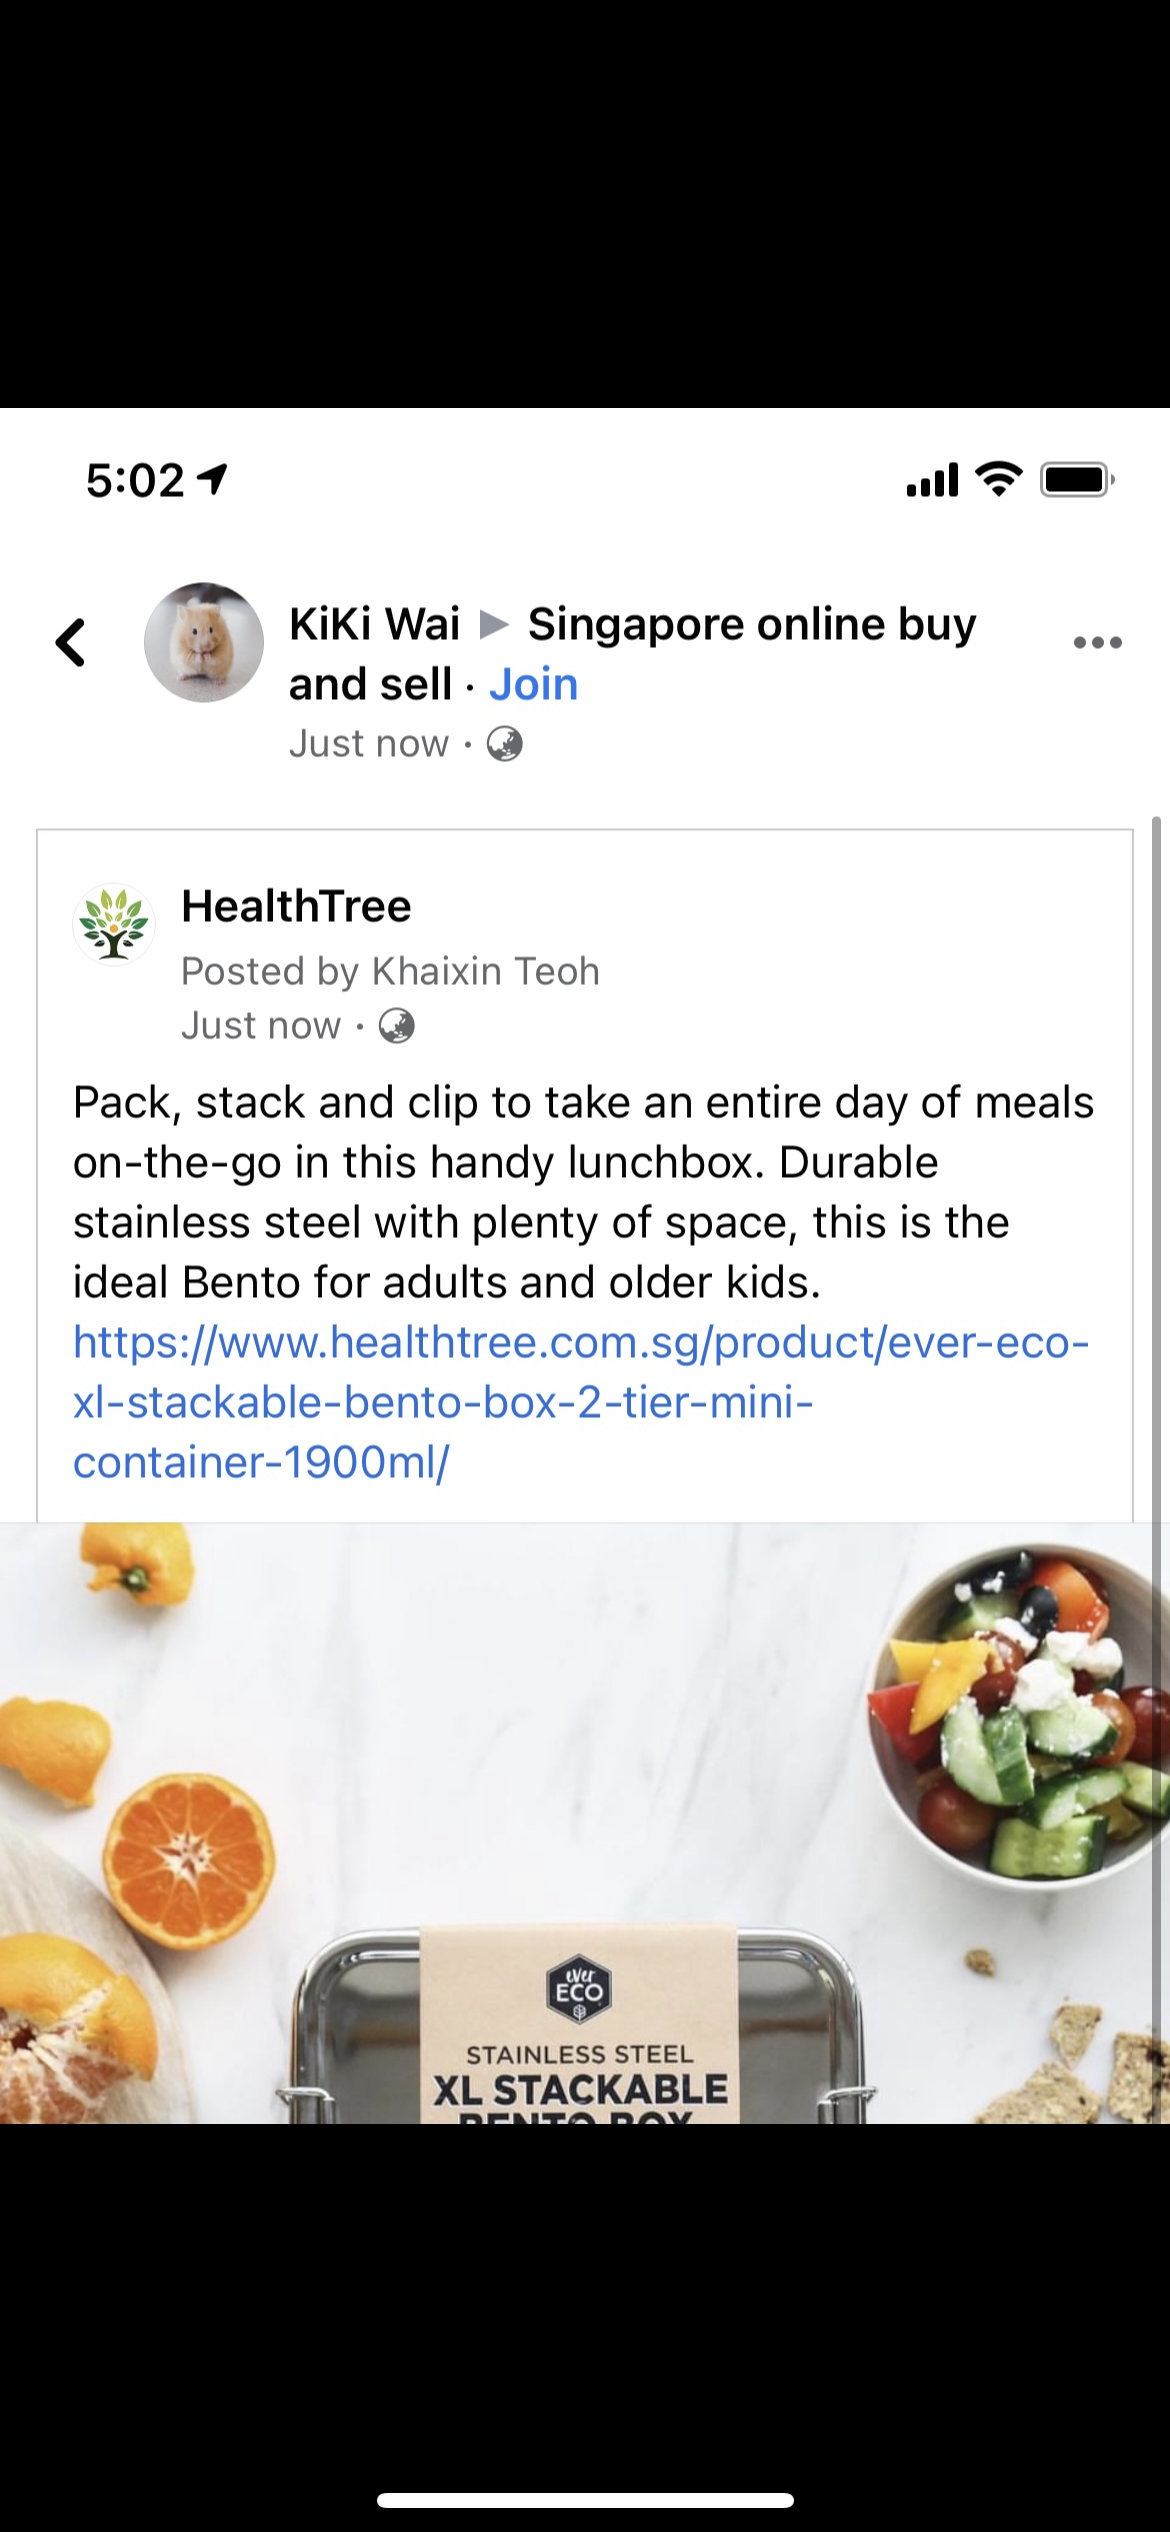 5:02
KiKi Wai ▶ Singapore online buy
and sell · Join
Just now ·
HealthTree
Posted by Khaixin Teoh
Just now ·
Pack, stack and clip to take an entire day of meals
on-the-go in this handy lunchbox. Durable
stainless steel with plenty of space, this is the
ideal Bento for adults and older kids.
https://www.healthtree.com.sg/product/ever-eco-
xl-stackable-bento-box-2-tier-mini-
container-1900ml/
ever
ECO
STAINLESS STEEL
XL STACKABLE
BENTO BOX